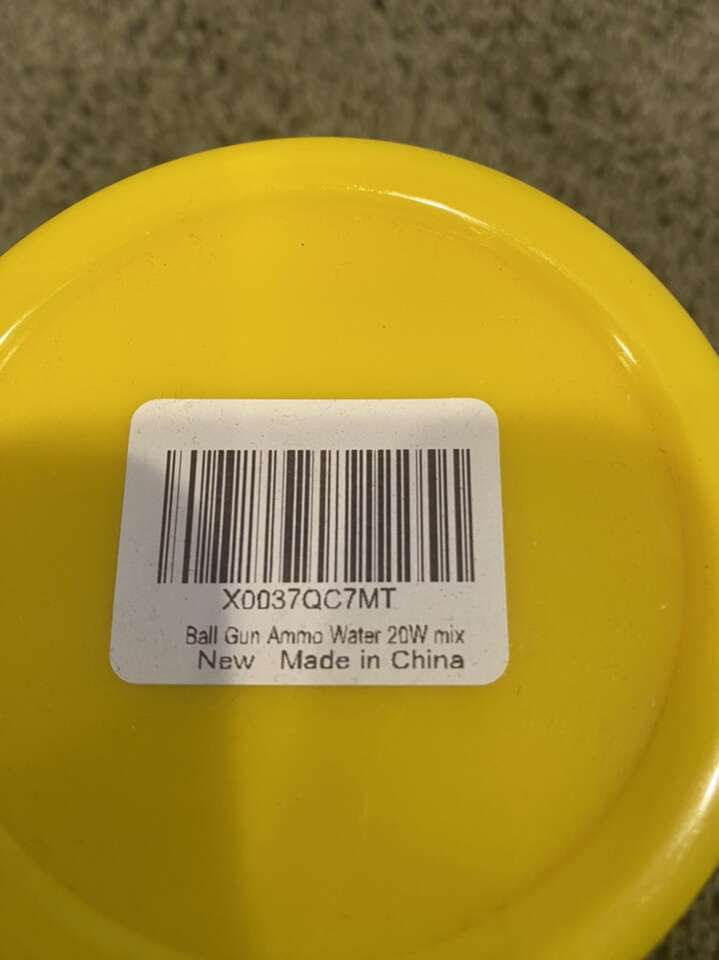 X0037QC7MT
Ball Gun Ammo Water 20W mix
New Made in China